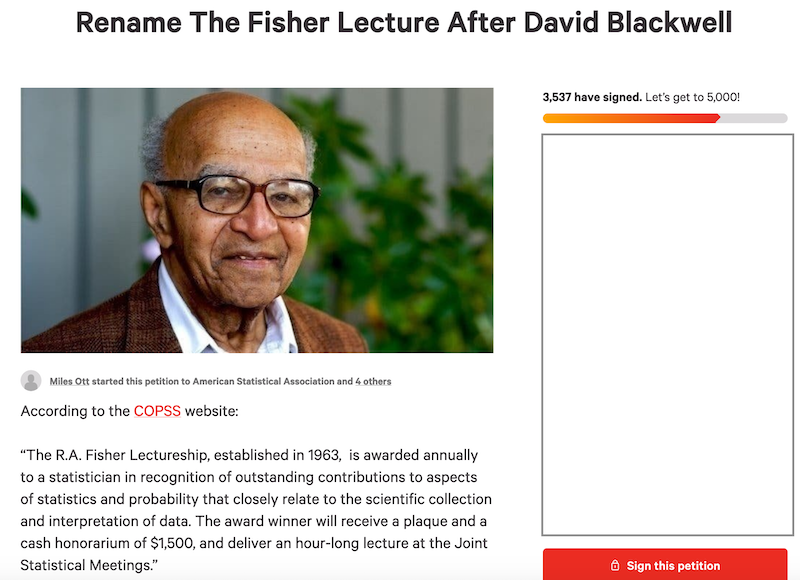 Rename The Fisher Lecture After David Blackwell
3,537 have signed. Let's get to 5,000!
Miles Ott started this petition to American Statistical Association and 4 others
According to the COPSS website:
“The R.A. Fisher Lectureship, established in 1963, is awarded annually
to a statistician in recognition of outstanding contributions to aspects
of statistics and probability that closely relate to the scientific collection
and interpretation of data. The award winner will receive a plaque and a
cash honorarium of $1,500, and deliver an hour-long lecture at the Joint
Statistical Meetings.”
Sign this petition